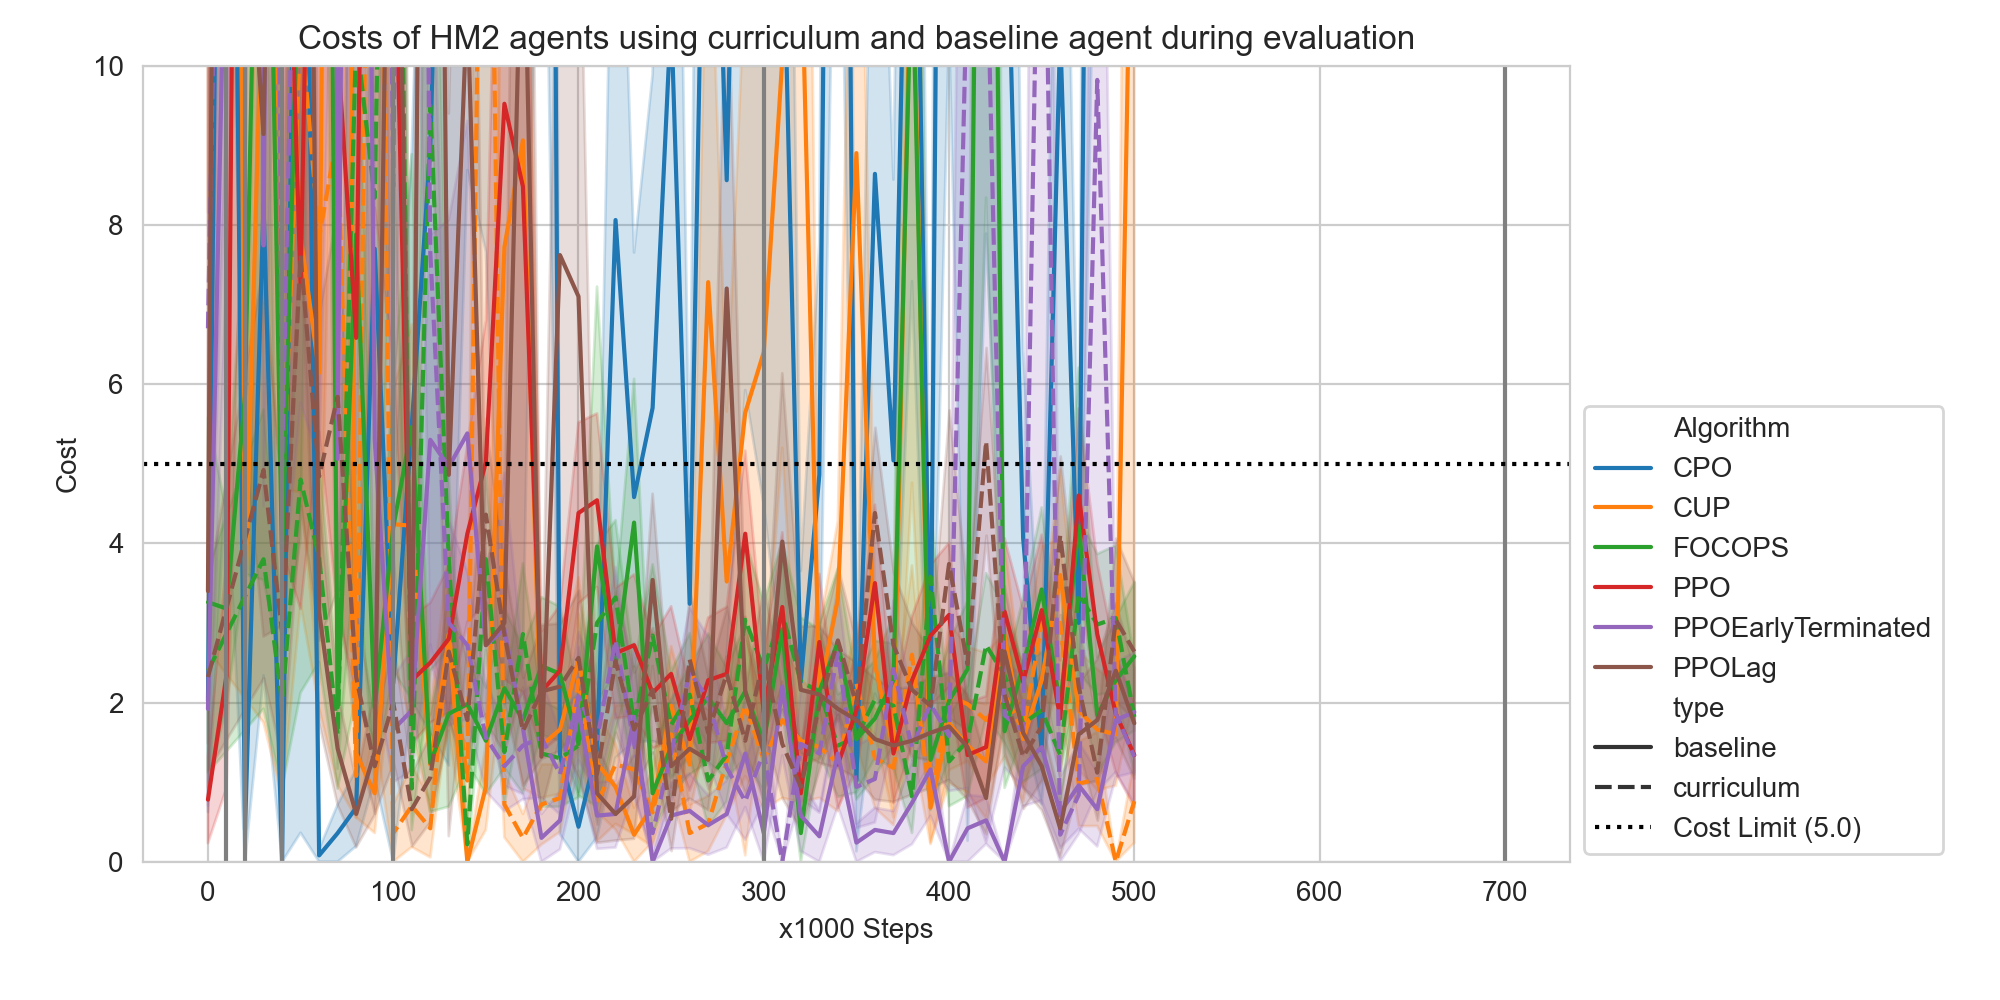 Costs of HM2 agents using curriculum and baseline agent during evaluation
10
8
6
4
2
0
Cost
0 100 200 300 400 500 600 700
x1000 Steps
Algorithm
CPO
CUP
FOCOPS
PPO
PPOEarlyTerminated
PPOLag
type
baseline
curriculum
Cost Limit (5.0)